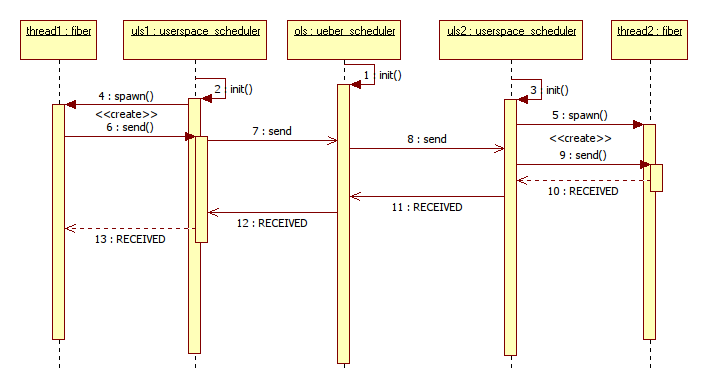 thread1 : fiber
uls1 : userspace_scheduler
ols : ueber_scheduler
uls2 : userspace_scheduler
thread2 : fiber
1 : init()
2 : init()
3 : init()
4 : spawn()
<<create>>
5 : spawn()
<<create>>
6 : send()
7 : send
8 : send
9 : send()
10 : RECEIVED
11 : RECEIVED
12 : RECEIVED
13 : RECEIVED